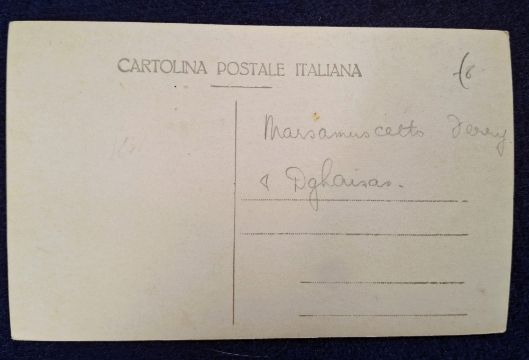 CARTOLINA POSTALE ITALIANA
Marsamuscetto Ferry
& Dghaisas.